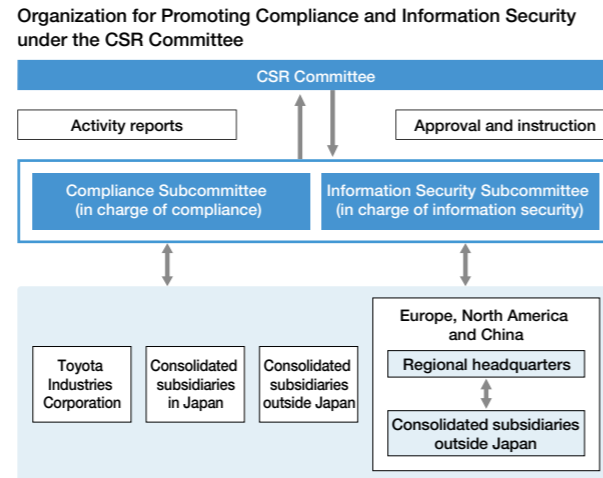 Organization for Promoting Compliance and Information Security
under the CSR Committee
CSR Committee
Activity reports
Approval and instruction
Compliance Subcommittee
(in charge of compliance)
Information Security Subcommittee
(in charge of information security)
Toyota
Industries
Corporation
Consolidated
subsidiaries
in Japan
Consolidated
subsidiaries
outside Japan
Europe, North America
and China
Regional headquarters
Consolidated subsidiaries
outside Japan